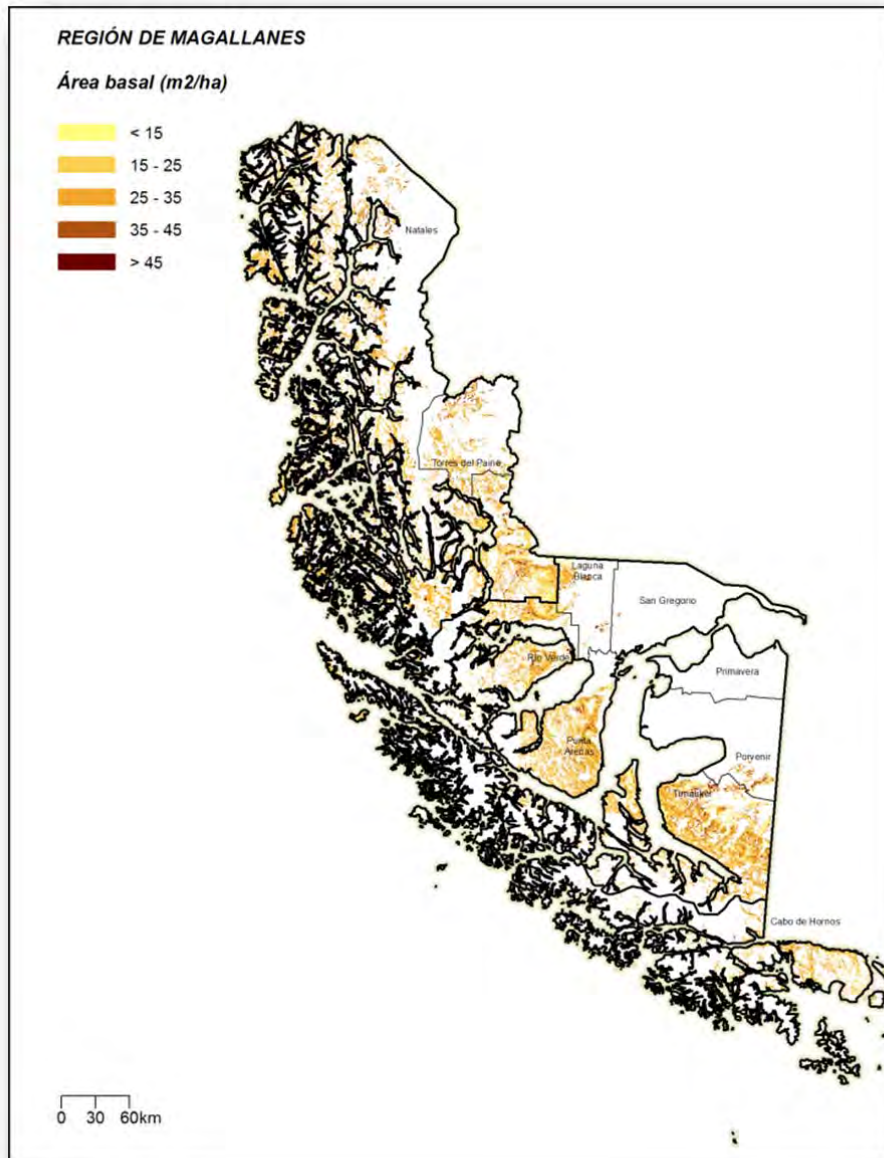 REGIÓN DE MAGALLANES
Área basal (m2/ha)
< 15
15 - 25
25 - 35
35 - 45
> 45
Natales
Torres del Paine
Laguna
Blanca
San Gregorio
Río Verde
Primavera
Punta
Arenas
Porvenir
Timaukel
Cabo de Hornos
0 30 60km